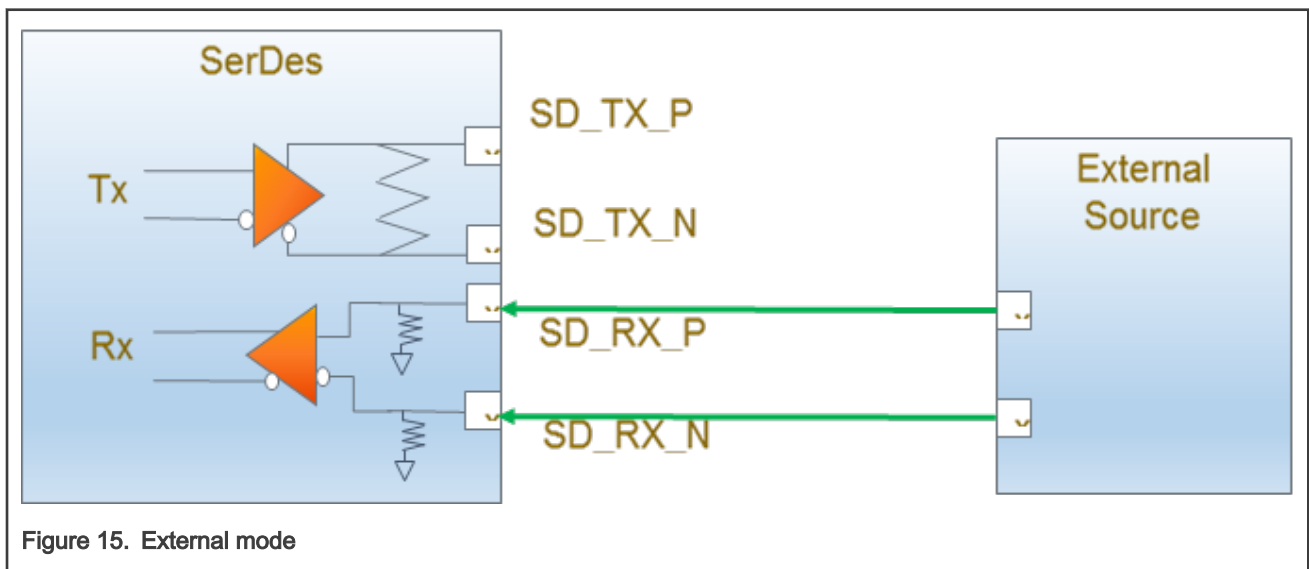 SerDes
SD_TX_P
Tx
SD_TX_N
SD_RX_P
Rx
SD_RX_N
External
Source
Figure 15. External mode